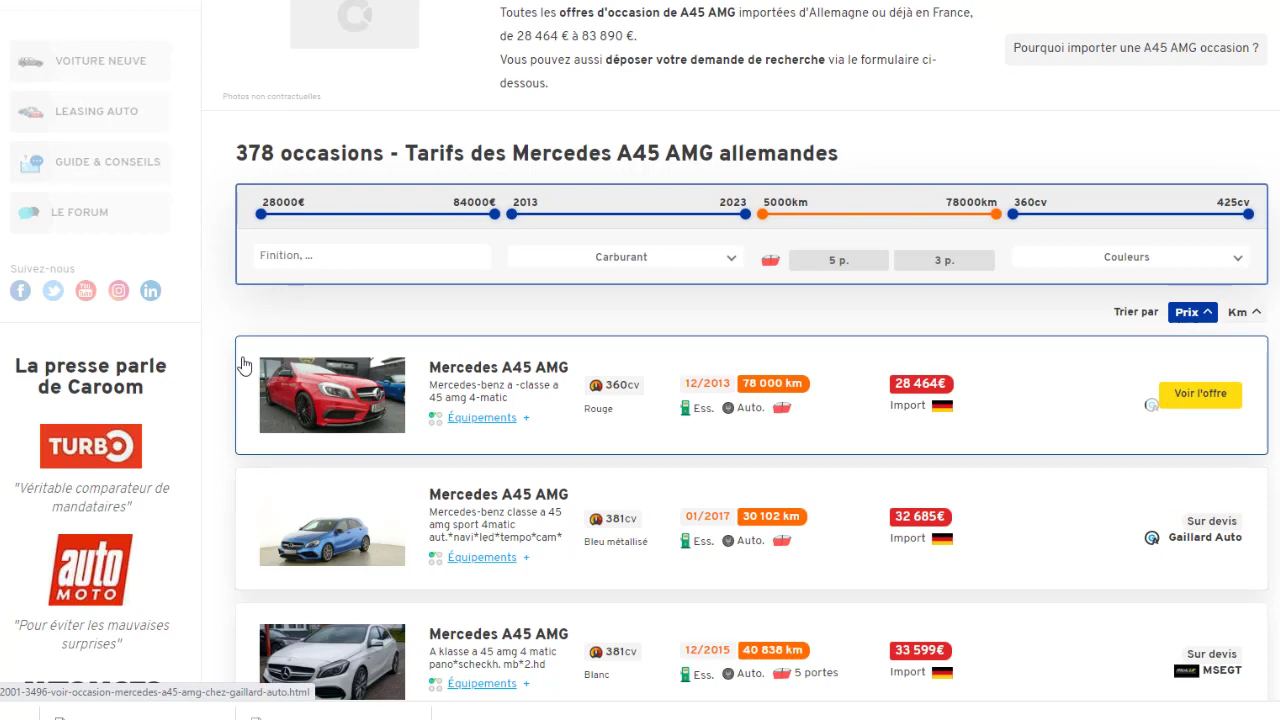 Toutes les offres d'occasion de A45 AMG importées d'Allemagne ou déjà en France,
de 28 464 € à 83 890 €.
Vous pouvez aussi déposer votre demande de recherche via le formulaire ci-
dessous.
Pourquoi importer une A45 AMG occasion ?
Photos non contractuelles
VOITURE NEUVE
LEASING AUTO
GUIDE & CONSEILS
LE FORUM
Suivez-nous
La presse parle
de Caroom
TURBO
"Véritable comparateur de
mandataires"
auto
MOTO
"Pour éviter les mauvaises
surprises"
378 occasions - Tarifs des Mercedes A45 AMG allemandes
28000€ 84000€ 2013 2023 5000km 78000km 360cv 425cv
Finition, ... Carburant 5 p. 3 p. Couleurs
Trier par Prix Km
Mercedes A45 AMG
Mercedes-benz a -classe a
45 amg 4-matic
Équipements +
360cv
Rouge
12/2013 78 000 km
Ess. Auto.
28 464€
Import
Voir l'offre
Mercedes A45 AMG
Mercedes-benz classe a 45
amg sport 4matic
aut.*navi*led*tempo*cam*
Équipements +
381cv
Bleu métallisé
01/2017 30 102 km
Ess. Auto.
32 685€
Import
Sur devis
Gaillard Auto
Mercedes A45 AMG
A klasse a 45 amg 4 matic
pano*scheckh. mb*2.hd
Équipements +
381cv
Blanc
12/2015 40 838 km
Ess. Auto. 5 portes
33 599€
Import
Sur devis
MSEGT
2001-3496-voir-occasion-mercedes-a45-amg-chez-gaillard-auto.html